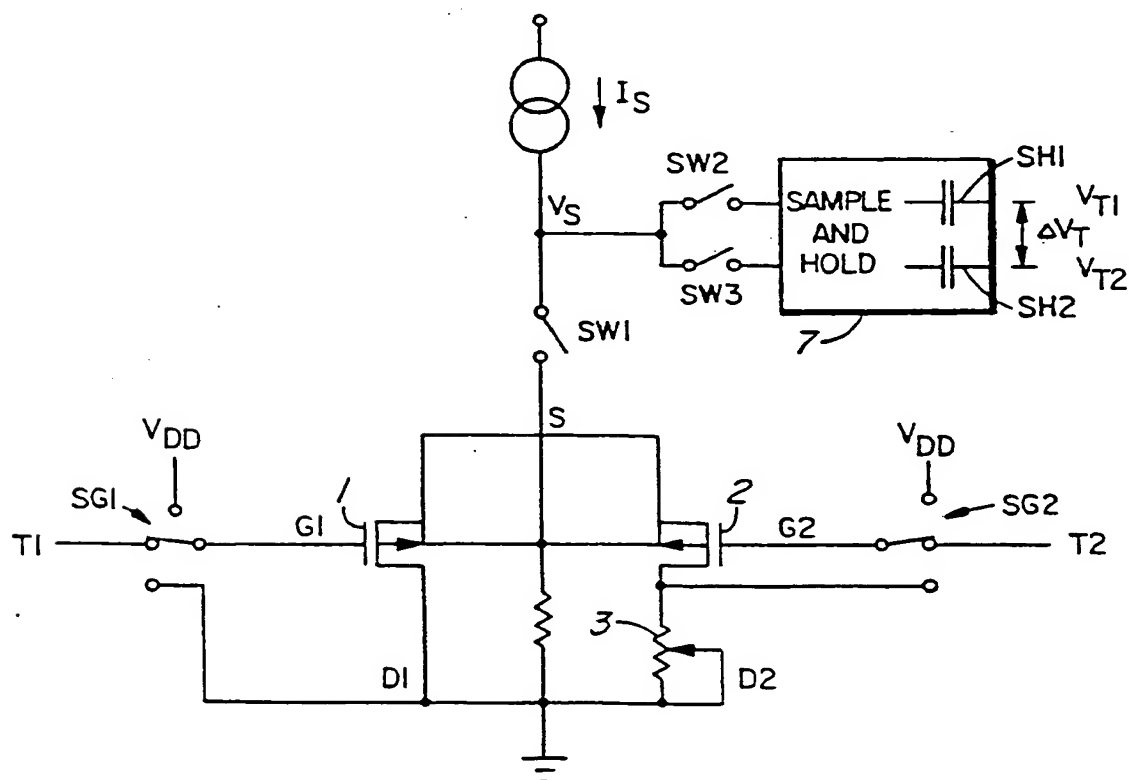 I_S
SW2
SH1
V_S
SAMPLE
AND
HOLD
V_T1
ΔV_T
V_T2
SW3
SH2
7
SW1
S
V_DD
V_DD
SG1
1
2
SG2
T1
G1
G2
T2
3
D1
D2